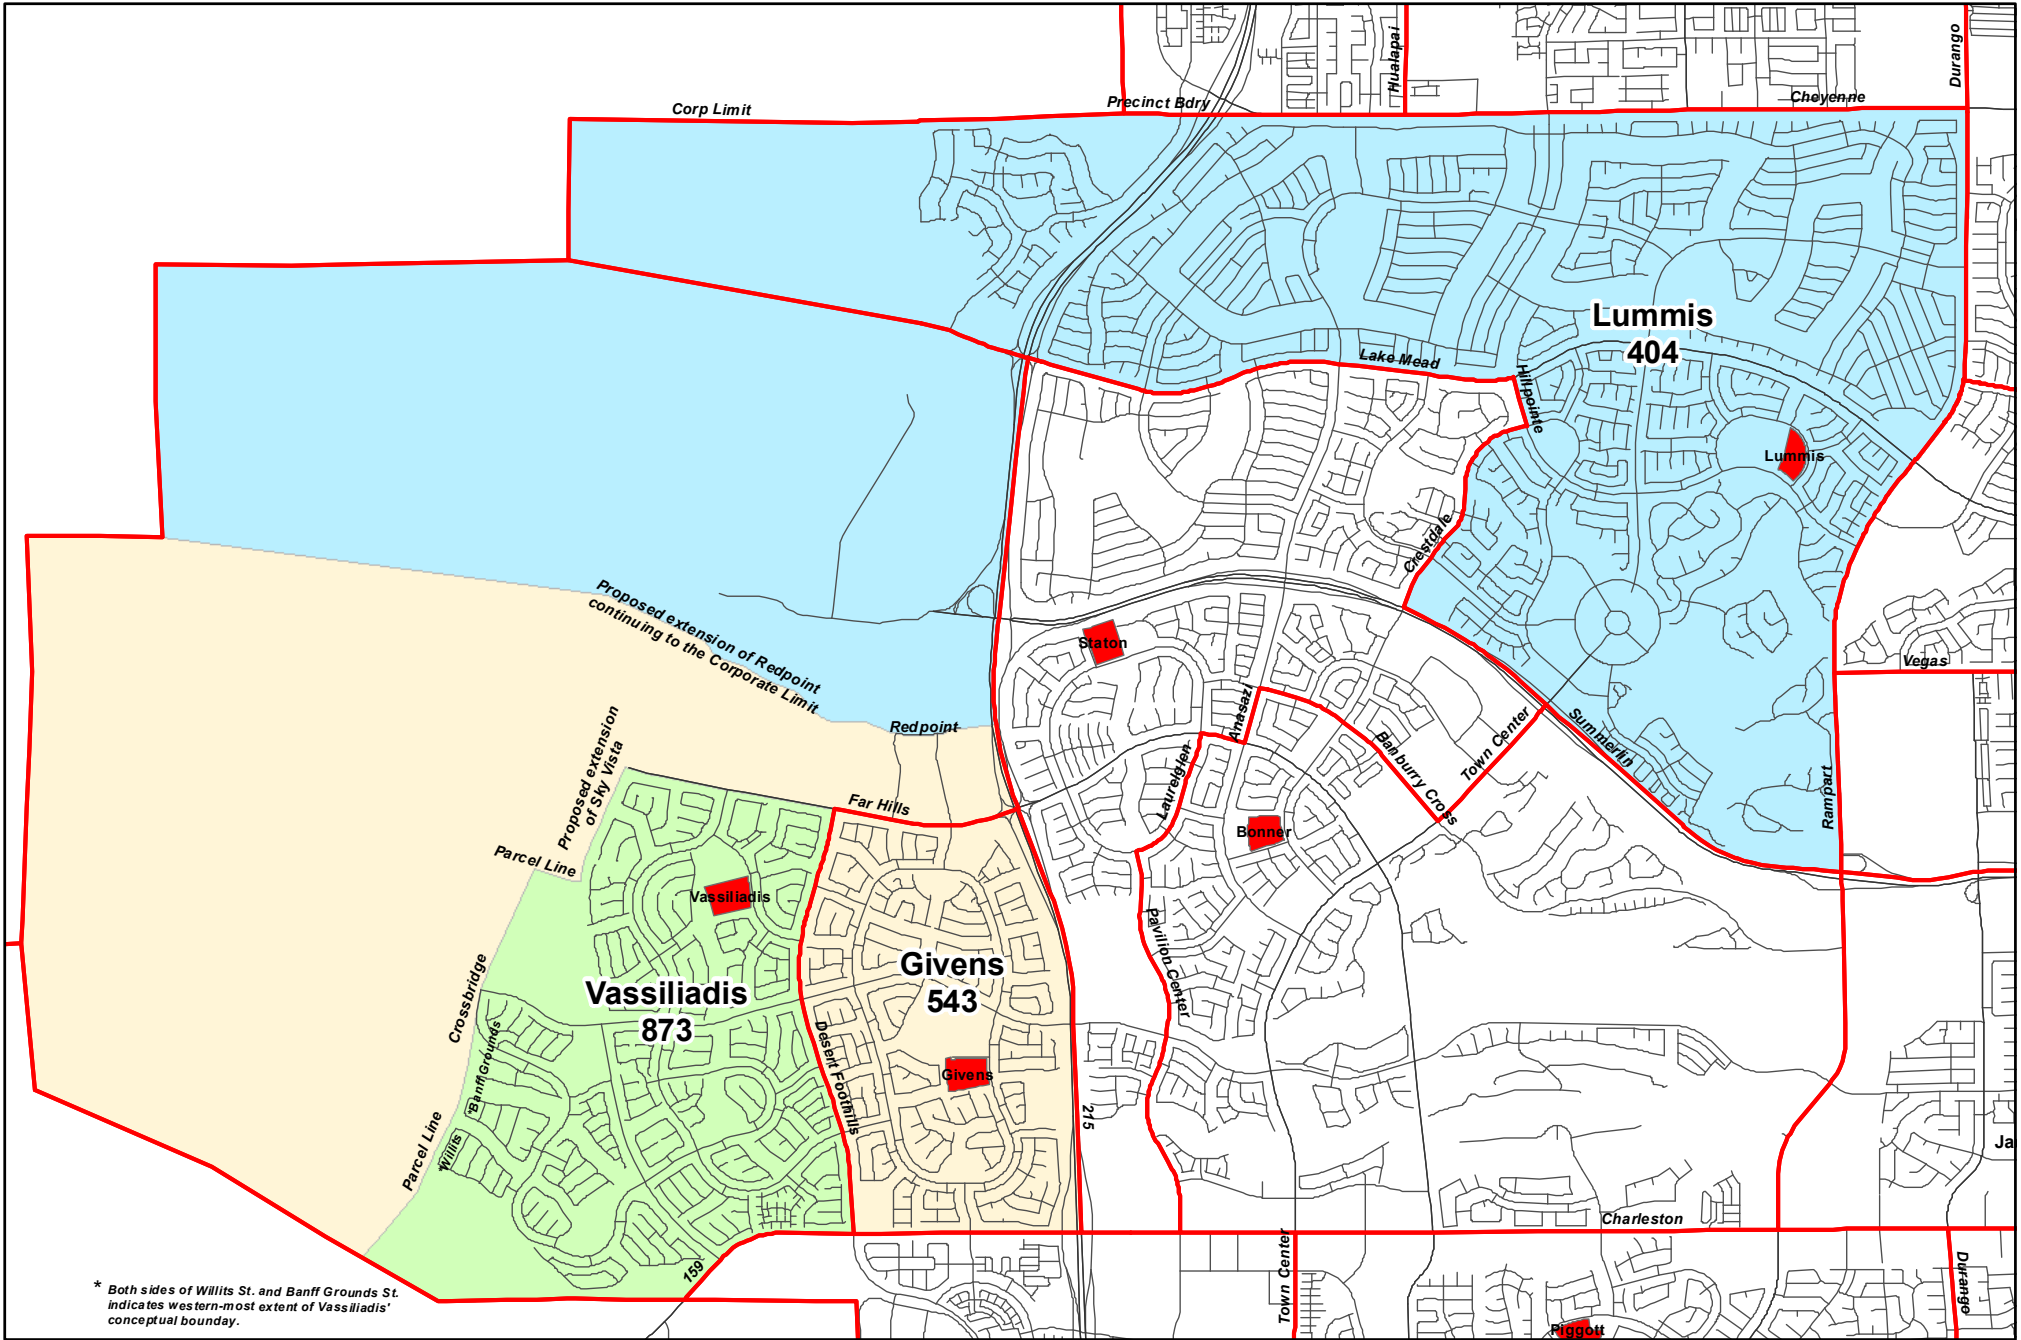 Hualapai
Durango
Corp Limit
Precinct Bdry
Cheyenne
Lummis
404
Lake Mead
Hillpointe
Lummis
Crestdale
Proposed extension of Redpoint
continuing to the Corporate Limit
Staton
Vegas
Redpoint
Anasazi
Proposed extension
of Sky Vista
Laurelglen
Banburry Cross
Town Center
Summerlin
Rampart
Far Hills
Bonner
Parcel Line
Vassiliadis
Pavilion Center
Givens
543
Vassiliadis
873
Crossbridge
*Banff Grounds
Desert Foothills
Givens
215
Parcel Line
*Willits
Ja
Charleston
Town Center
159
Durango
* Both sides of Willits St. and Banff Grounds St.
indicates western-most extent of Vassiliadis'
conceptual bounday.
Piggott